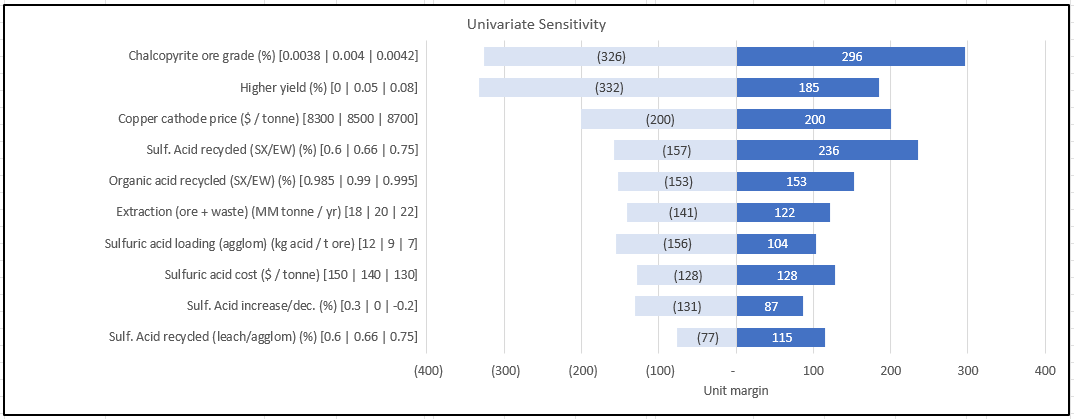 Univariate Sensitivity
Chalcopyrite ore grade (%) [0.0038 | 0.004 | 0.0042] (326) 296
Higher yield (%) [0 | 0.05 | 0.08] (332) 185
Copper cathode price ($ / tonne) [8300 | 8500 | 8700] (200) 200
Sulf. Acid recycled (SX/EW) (%) [0.6 | 0.66 | 0.75] (157) 236
Organic acid recycled (SX/EW) (%) [0.985 | 0.99 | 0.995] (153) 153
Extraction (ore + waste) (MM tonne / yr) [18 | 20 | 22] (141) 122
Sulfuric acid loading (agglom) (kg acid / t ore) [12 | 9 | 7] (156) 104
Sulfuric acid cost ($ / tonne) [150 | 140 | 130] (128) 128
Sulf. Acid increase/dec. (%) [0.3 | 0 | -0.2] (131) 87
Sulf. Acid recycled (leach/agglom) (%) [0.6 | 0.66 | 0.75] (77) 115
(400) (300) (200) (100) - 100 200 300 400
Unit margin